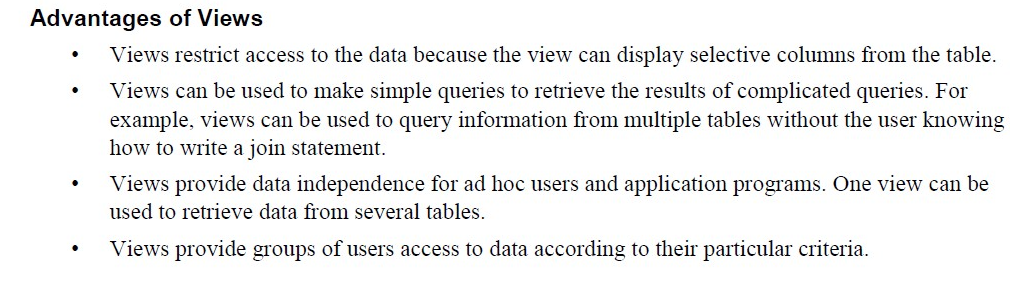 Advantages of Views
• Views restrict access to the data because the view can display selective columns from the table.
• Views can be used to make simple queries to retrieve the results of complicated queries. For
example, views can be used to query information from multiple tables without the user knowing
how to write a join statement.
• Views provide data independence for ad hoc users and application programs. One view can be
used to retrieve data from several tables.
• Views provide groups of users access to data according to their particular criteria.